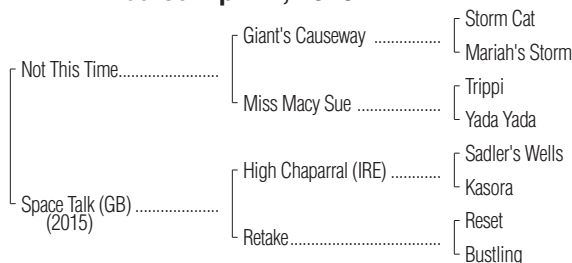 Storm Cat
Giant's Causeway ..................
Mariah's Storm
Not This Time.......................
Trippi
Miss Macy Sue ...................
Yada Yada
Sadler's Wells
High Chaparral (IRE) ...........
Kasora
Space Talk (GB) ...................
(2015)
Reset
Retake..................................
Bustling